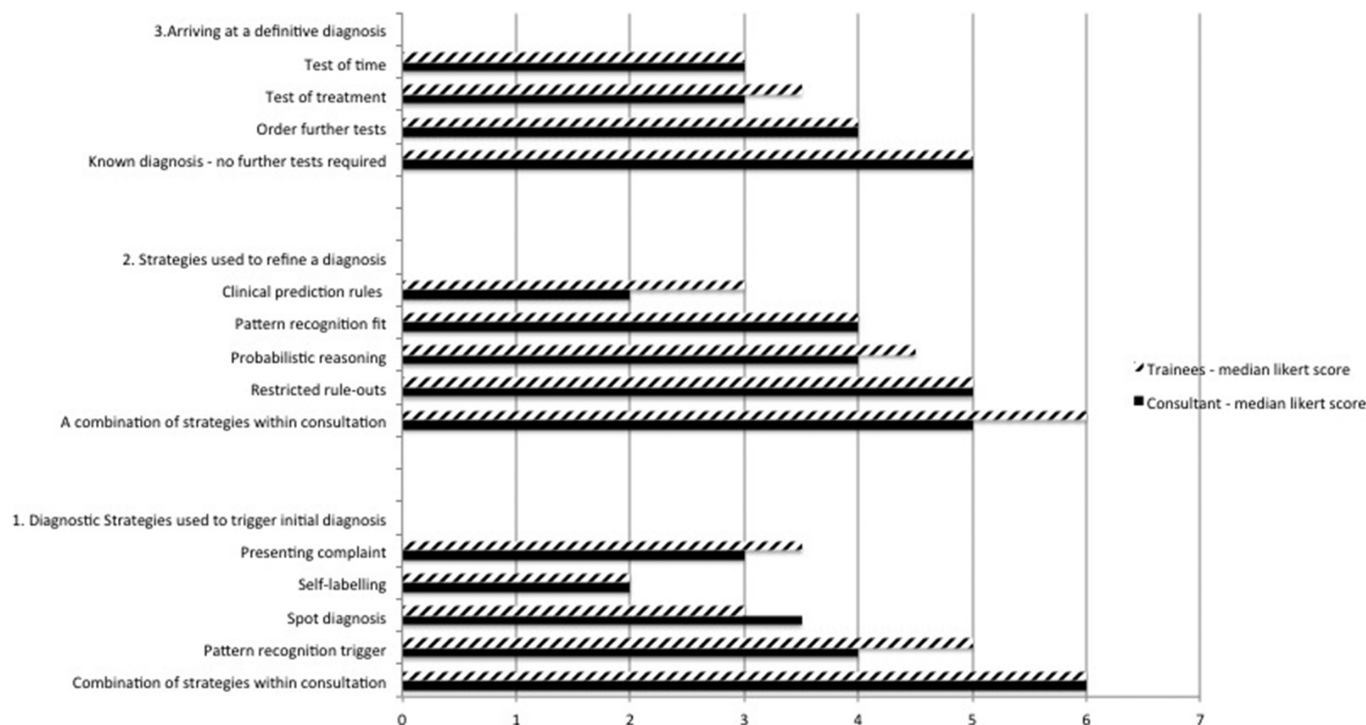 3.Arriving at a definitive diagnosis
Test of time
Test of treatment
Order further tests
Known diagnosis - no further tests required
2. Strategies used to refine a diagnosis
Clinical prediction rules
Pattern recognition fit
Probabilistic reasoning
Restricted rule-outs
A combination of strategies within consultation
1. Diagnostic Strategies used to trigger initial diagnosis
Presenting complaint
Self-labelling
Spot diagnosis
Pattern recognition trigger
Combination of strategies within consultation
0 1 2 3 4 5 6 7
Trainees - median likert score
Consultant - median likert score